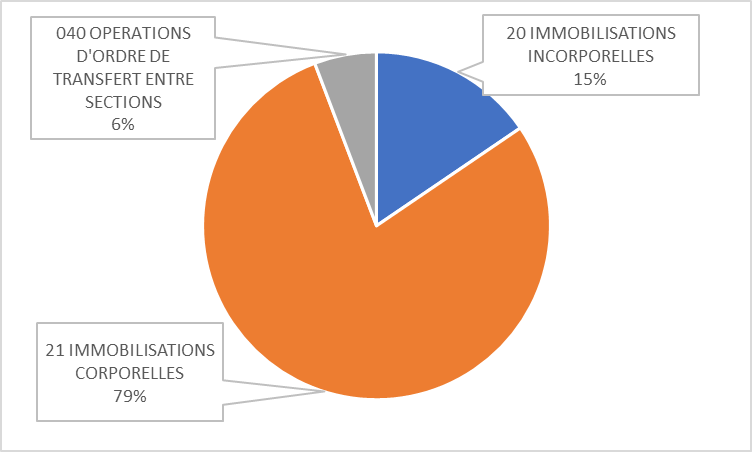 040 OPERATIONS
D'ORDRE DE
TRANSFERT ENTRE
SECTIONS
6%
20 IMMOBILISATIONS
INCORPORELLES
15%
21 IMMOBILISATIONS
CORPORELLES
79%